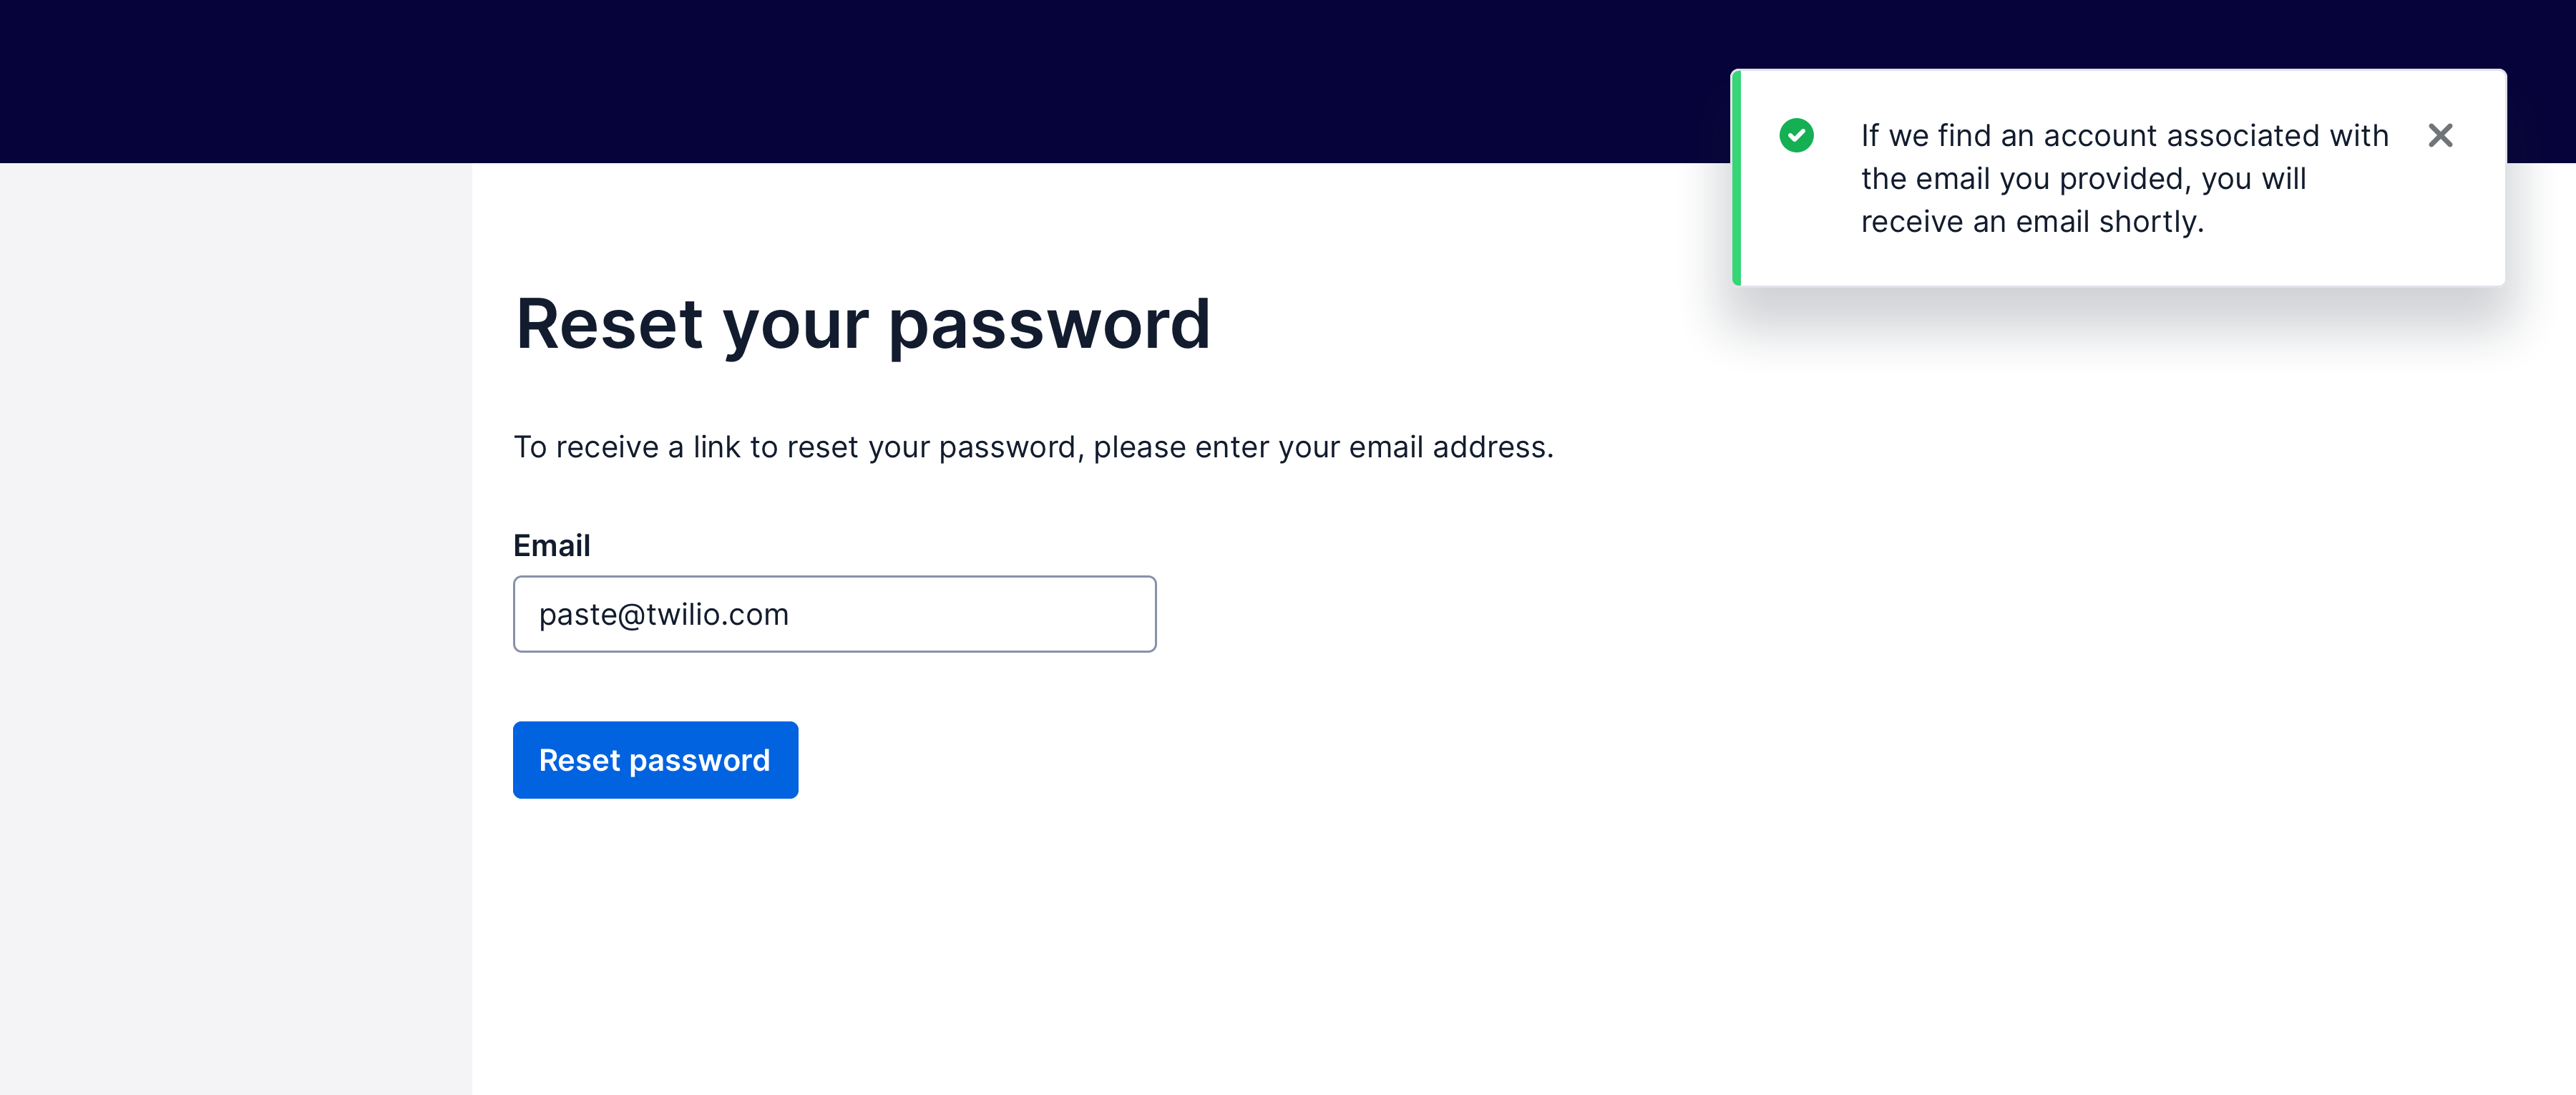 If we find an account associated with
the email you provided, you will
receive an email shortly.
Reset your password
To receive a link to reset your password, please enter your email address.
Email
paste@twilio.com
Reset password